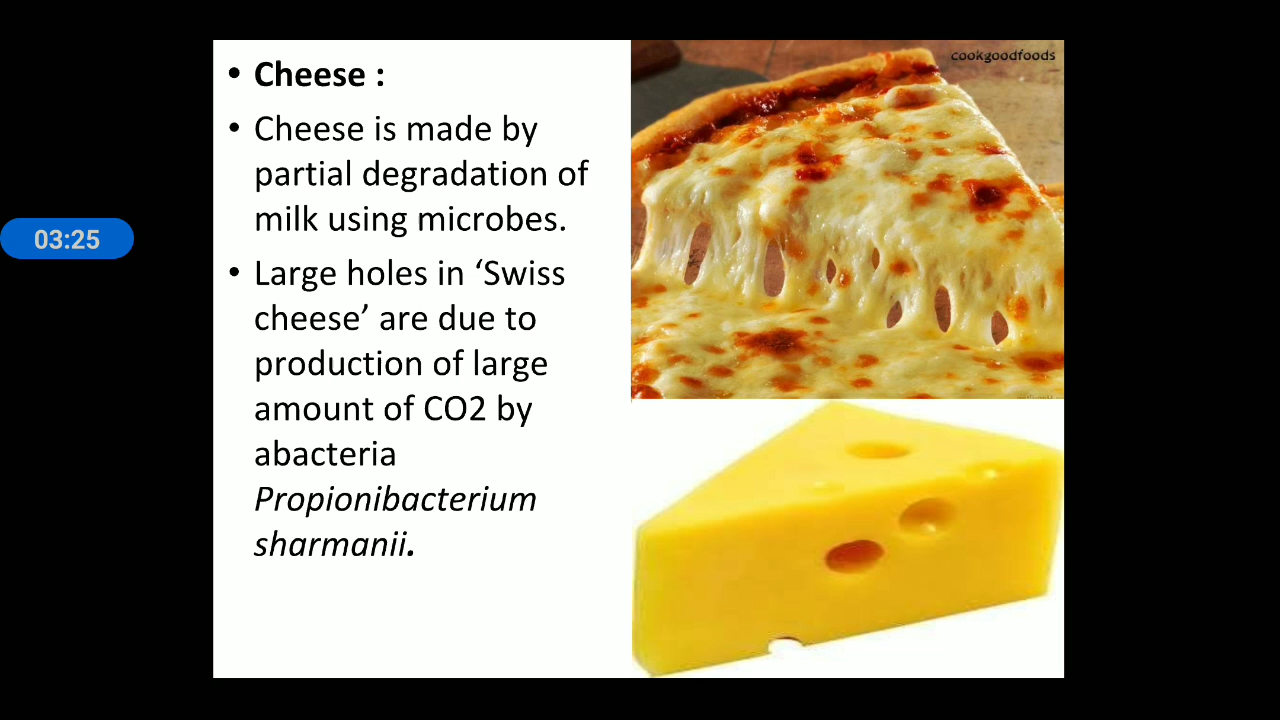 • Cheese :
• Cheese is made by
partial degradation of
milk using microbes.
• Large holes in ‘Swiss
cheese’ are due to
production of large
amount of CO2 by
abacteria
Propionibacterium
sharmanii.
cookgoodfoods
03:25